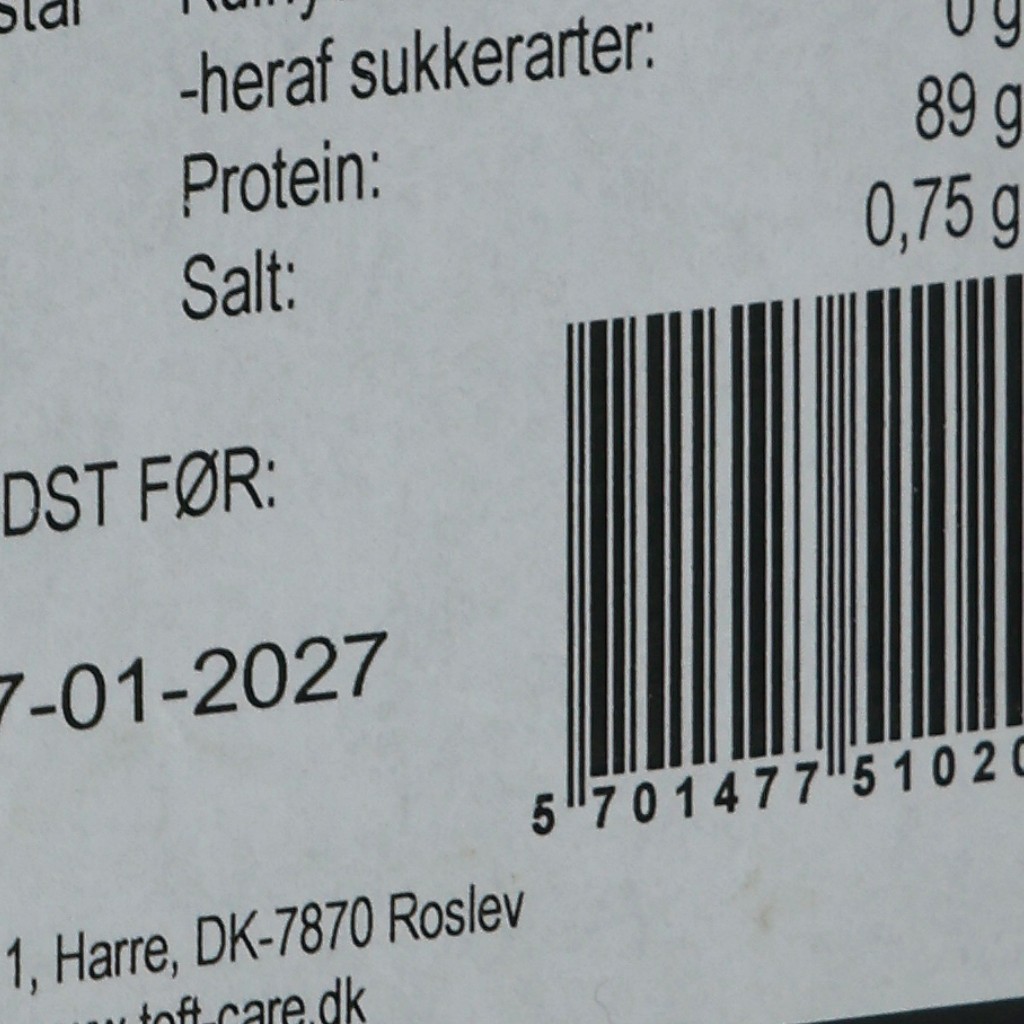 -heraf sukkerarter: 0 g
Protein: 89 g
Salt: 0,75 g
DST FØR:
7-01-2027
5 701477 51020
1, Harre, DK-7870 Roslev
toft-care.dk